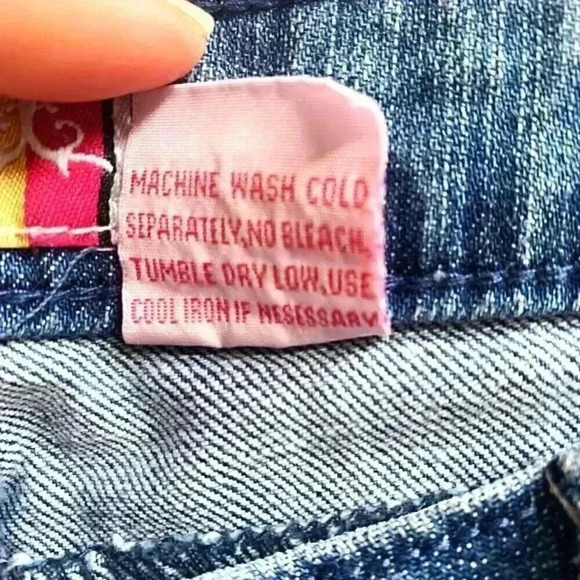 MACHINE WASH COLD
SEPARATELY,NO BLEACH,
TUMBLE DRY LOW,USE
COOL IRON IF NESESSARY